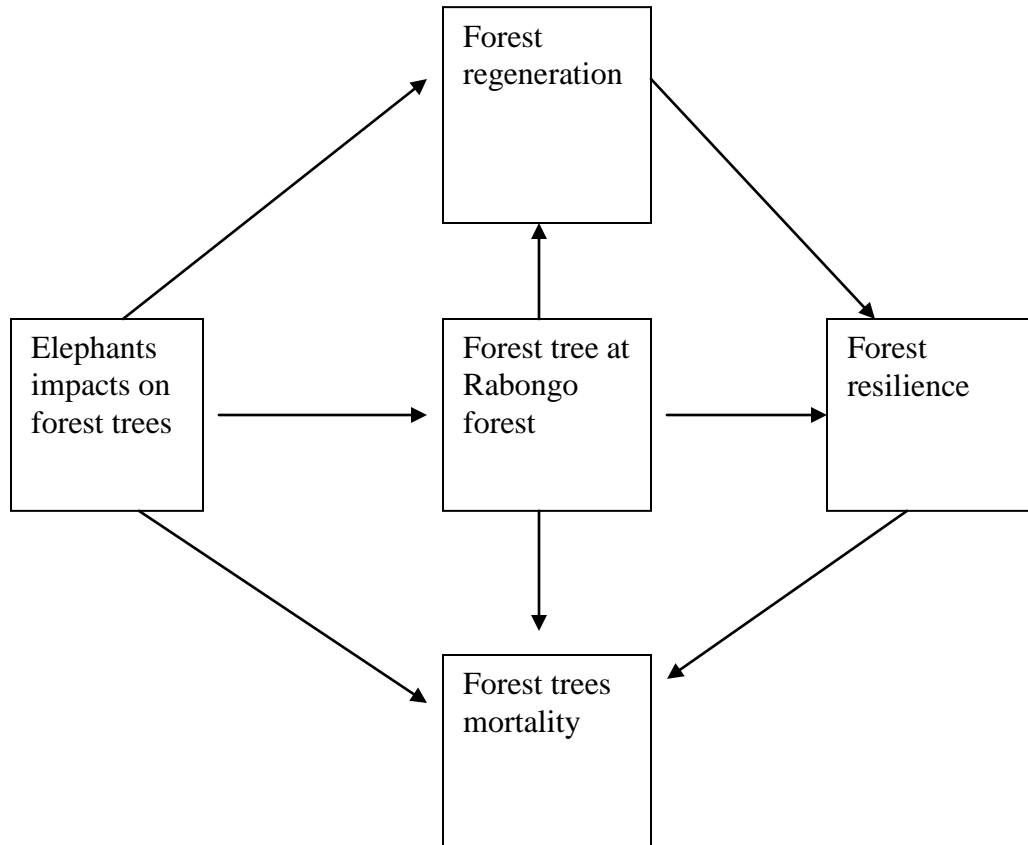 Forest
regeneration
Elephants
impacts on
forest trees
Forest tree at
Rabongo
forest
Forest
resilience
Forest trees
mortality